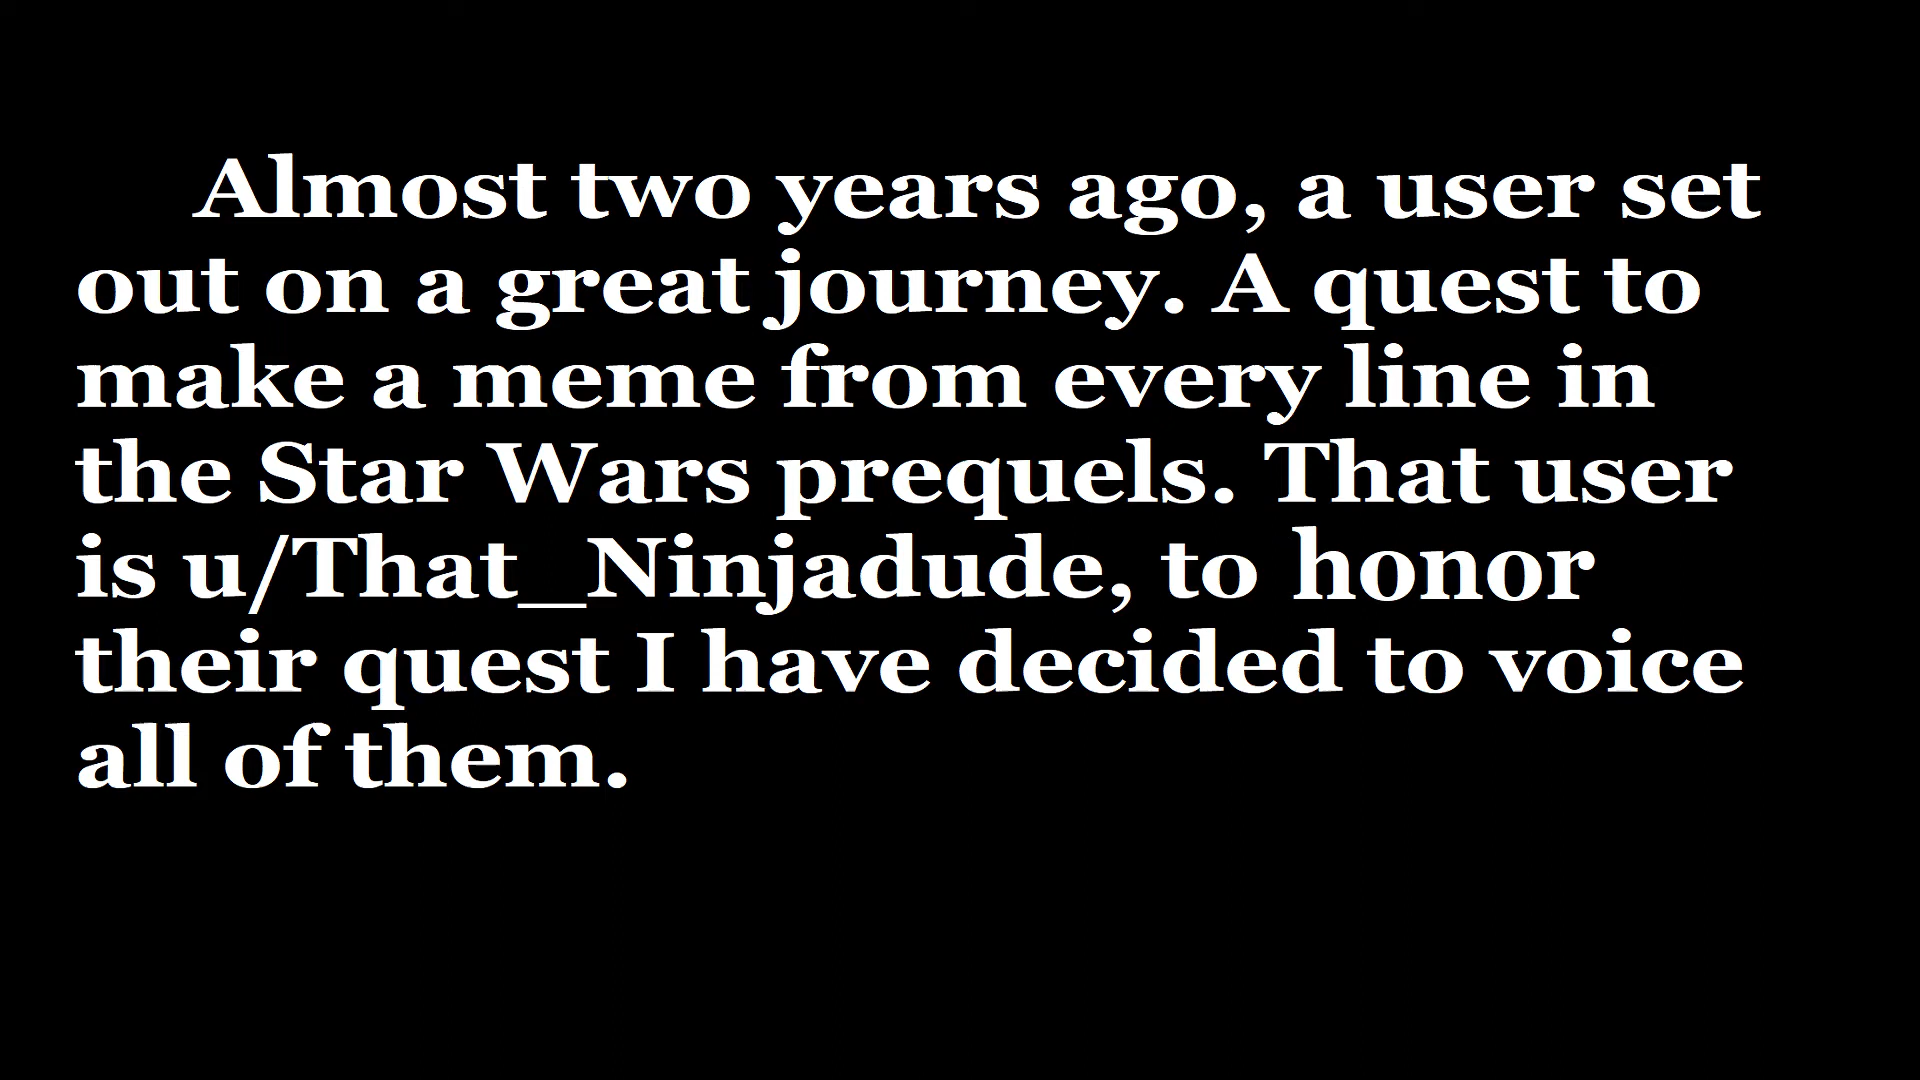 Almost two years ago, a user set
out on a great journey. A quest to
make a meme from every line in
the Star Wars prequels. That user
is u/That_Ninjadude, to honor
their quest I have decided to voice
all of them.